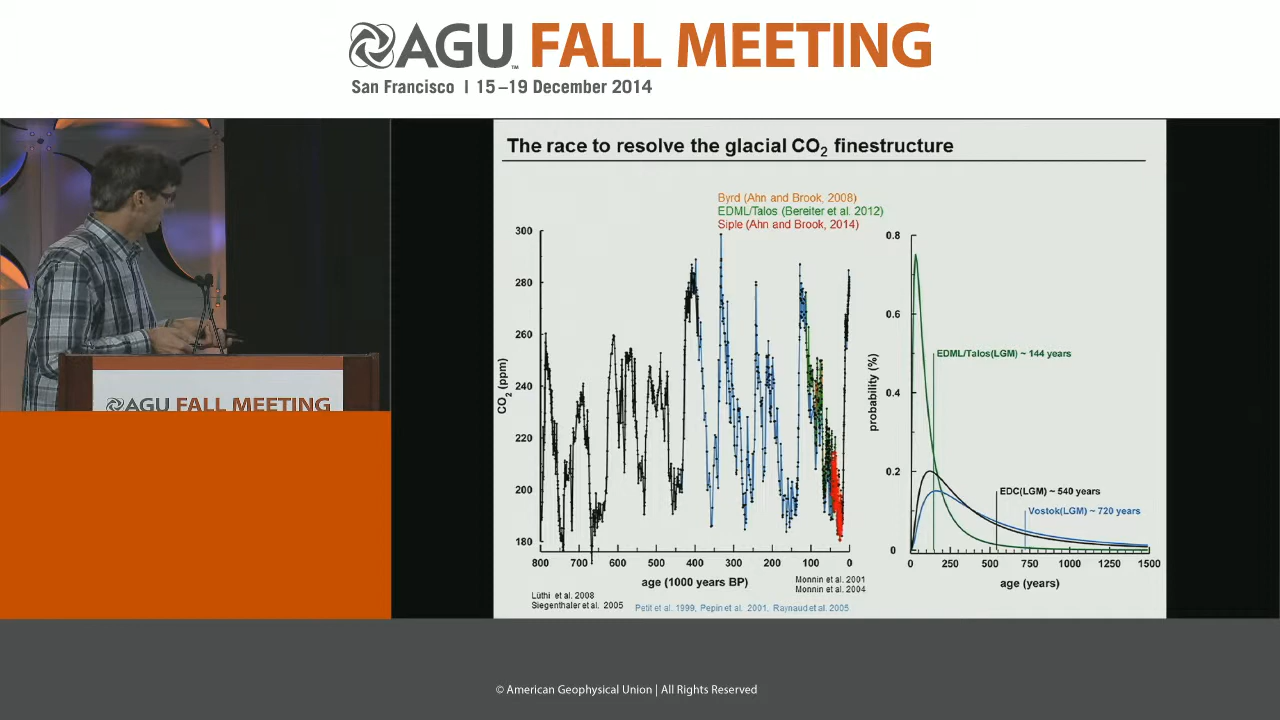 AGU FALL MEETING
San Francisco | 15–19 December 2014
AGU FALL MEETING
The race to resolve the glacial CO2 finestructure
Byrd (Ahn and Brook, 2008)
EDML/Talos (Bereiter et al. 2012)
Siple (Ahn and Brook, 2014)
CO2 (ppm)
300
280
260
240
220
200
180
800 700 600 500 400 300 200 100 0
age (1000 years BP)
Monnin et al. 2001
Monnin et al. 2004
Lüthi et al. 2008
Siegenthaler et al. 2005
Petit et al. 1999, Pepin et al. 2001, Raynaud et al. 2005
probability (%)
0.8
0.6
0.4
0.2
0
EDML/Talos(LGM) ~ 144 years
EDC(LGM) ~ 540 years
Vostok(LGM) ~ 720 years
0 250 500 750 1000 1250 1500
age (years)
© American Geophysical Union | All Rights Reserved